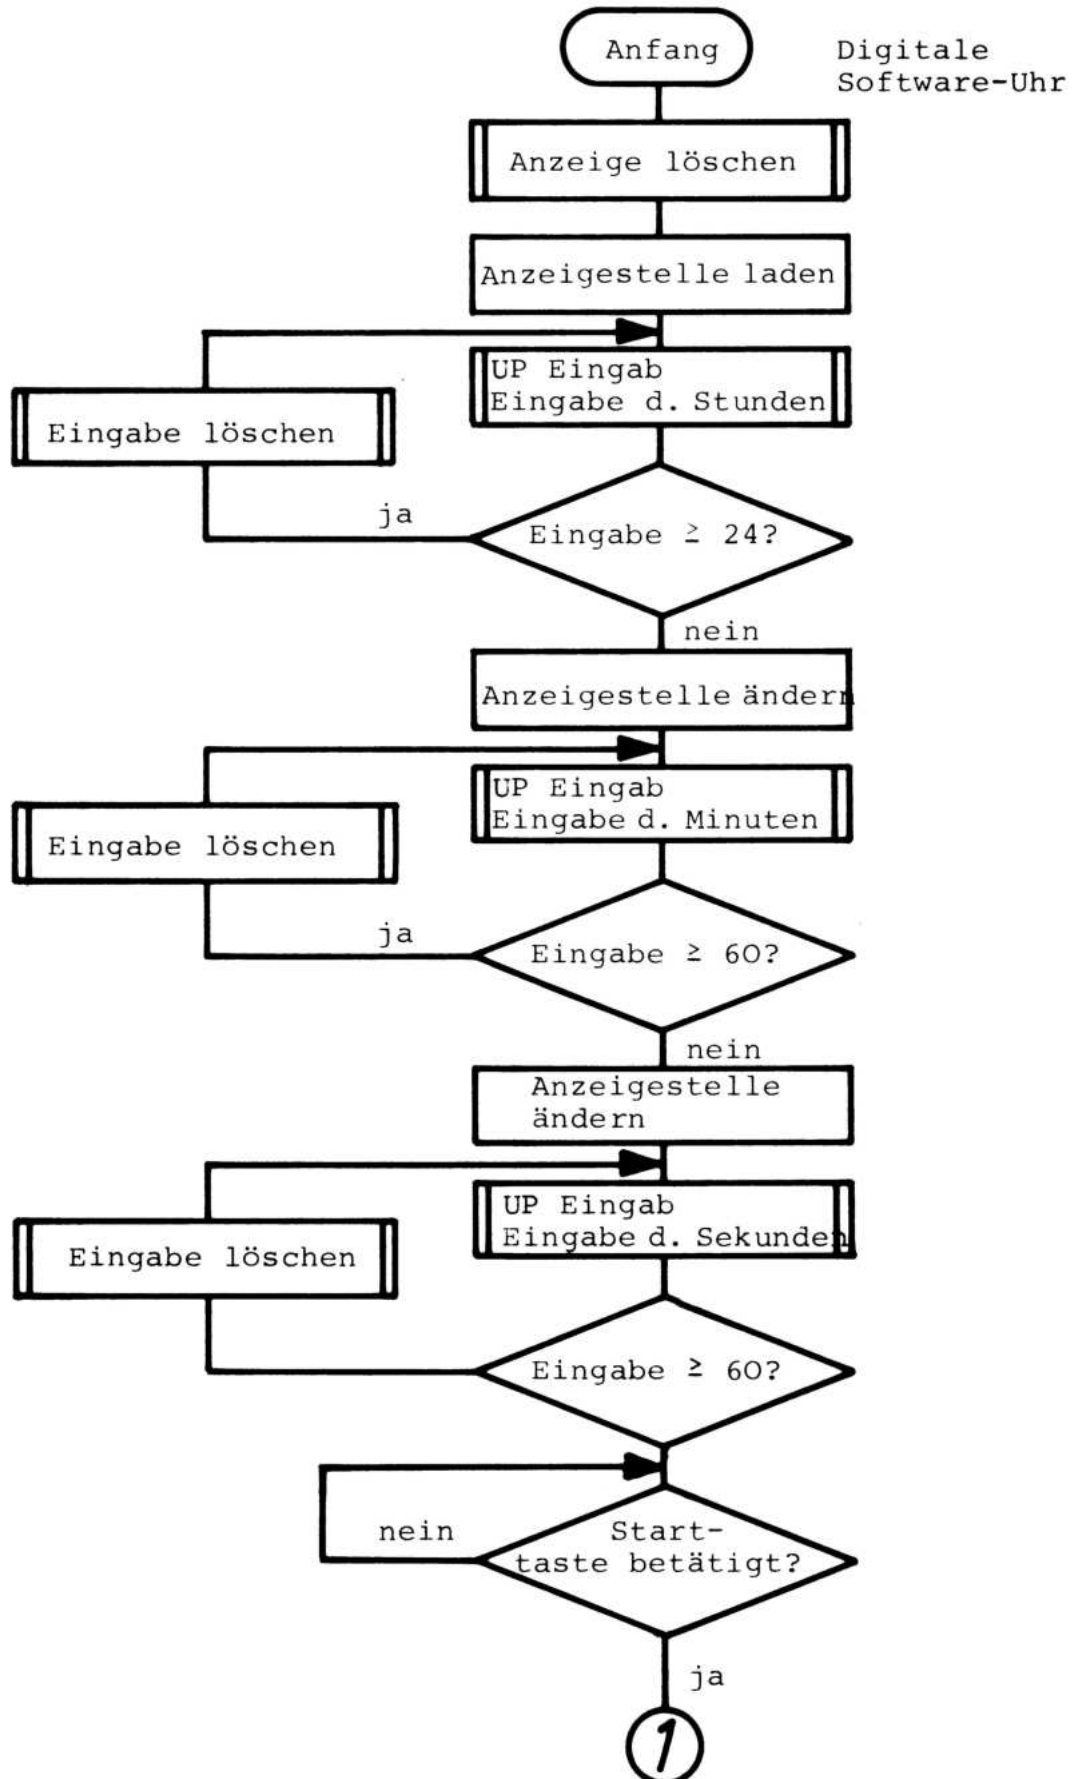 Anfang
Digitale
Software-Uhr
Anzeige löschen
Anzeigestelle laden
UP Eingab
Eingabe d. Stunden
Eingabe löschen
ja
Eingabe ≥ 24?
nein
Anzeigestelle ändern
UP Eingab
Eingabe d. Minuten
Eingabe löschen
ja
Eingabe ≥ 60?
nein
Anzeigestelle
ändern
UP Eingab
Eingabe d. Sekunden
Eingabe löschen
Eingabe ≥ 60?
nein
Start-
taste betätigt?
ja
1